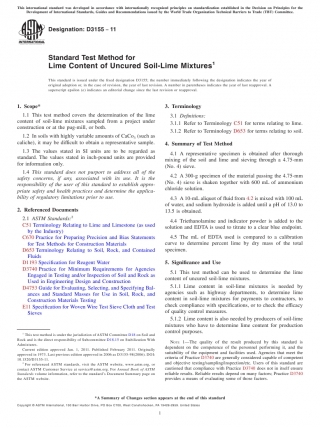 This international standard was developed in accordance with internationally recognized principles on standardization established in the Decision on Principles for the
Development of International Standards, Guides and Recommendations issued by the World Trade Organization Technical Barriers to Trade (TBT) Committee.
Designation: D3155 − 11
INTERNATIONAL
Standard Test Method for
Lime Content of Uncured Soil-Lime Mixtures¹
This standard is issued under the fixed designation D3155; the number immediately following the designation indicates the year of
original adoption or, in the case of revision, the year of last revision. A number in parentheses indicates the year of last reapproval. A
superscript epsilon (ε) indicates an editorial change since the last revision or reapproval.
1. Scope*
1.1 This test method covers the determination of the lime
content of soil-lime mixtures sampled from a project under
construction or at the pug-mill, or both.
1.2 In soils with highly variable amounts of CaCo₃ (such as
caliche), it may be difficult to obtain a representative sample.
1.3 The values stated in SI units are to be regarded as
standard. The values stated in inch-pound units are provided
for information only.
1.4 This standard does not purport to address all of the
safety concerns, if any, associated with its use. It is the
responsibility of the user of this standard to establish appro-
priate safety and health practices and determine the applica-
bility of regulatory limitations prior to use.
2. Referenced Documents
2.1 ASTM Standards:²
C51 Terminology Relating to Lime and Limestone (as used
by the Industry)
C670 Practice for Preparing Precision and Bias Statements
for Test Methods for Construction Materials
D653 Terminology Relating to Soil, Rock, and Contained
Fluids
D1193 Specification for Reagent Water
D3740 Practice for Minimum Requirements for Agencies
Engaged in Testing and/or Inspection of Soil and Rock as
Used in Engineering Design and Construction
D4753 Guide for Evaluating, Selecting, and Specifying Bal-
ances and Standard Masses for Use in Soil, Rock, and
Construction Materials Testing
E11 Specification for Woven Wire Test Sieve Cloth and Test
Sieves
¹ This test method is under the jurisdiction of ASTM Committee D18 on Soil and
Rock and is the direct responsibility of Subcommittee D18.15 on Stabilization With
Admixtures.
Current edition approved Jan. 1, 2011. Published February 2011. Originally
approved in 1973. Last previous edition approved in 2006 as D3155–98(2006). DOI:
10.1520/D3155-11.
² For referenced ASTM standards, visit the ASTM website, www.astm.org, or
contact ASTM Customer Service at service@astm.org. For Annual Book of ASTM
Standards volume information, refer to the standard's Document Summary page on
the ASTM website.
3. Terminology
3.1 Definitions:
3.1.1 Refer to Terminology C51 for terms relating to lime.
3.1.2 Refer to Terminology D653 for terms relating to soil.
4. Summary of Test Method
4.1 A representative specimen is obtained after thorough
mixing of the soil and lime and sieving through a 4.75-mm
(No. 4) sieve.
4.2 A 300-g specimen of the material passing the 4.75-mm
(No. 4) sieve is shaken together with 600 mL of ammonium
chloride solution.
4.3 A 10 mL aliquot of fluid from 4.2 is mixed with 100 mL
of water, and sodium hydroxide is added until a pH of 13.0 to
13.5 is obtained.
4.4 Triethanolamine and indicator powder is added to the
solution and EDTA is used to titrate to a clear blue endpoint.
4.5 The mL of EDTA used is compared to a calibration
curve to determine percent lime by dry mass of the total
specimen.
5. Significance and Use
5.1 This test method can be used to determine the lime
content of uncured soil-lime mixtures.
5.1.1 Lime content in soil-lime mixtures is needed by
agencies such as highway departments, to determine lime
content in soil-lime mixtures for payments to contractors, to
check compliance with specifications, or to check the efficacy
of quality control measures.
5.1.2 Lime content is also needed by producers of soil-lime
mixtures who have to determine lime content for production
control purposes.
NOTE 1—The quality of the result produced by this standard is
dependent on the competence of the personnel performing it, and the
suitability of the equipment and facilities used. Agencies that meet the
criteria of Practice D3740 are generally considered capable of competent
and objective testing/sampling/inspection/etc. Users of this standard are
cautioned that compliance with Practice D3740 does not in itself ensure
reliable results. Reliable results depend on many factors; Practice D3740
provides a means of evaluating some of those factors.
*A Summary of Changes section appears at the end of this standard
Copyright © ASTM International, 100 Barr Harbor Drive, PO Box C700, West Conshohocken, PA 19428-2959. United States
1